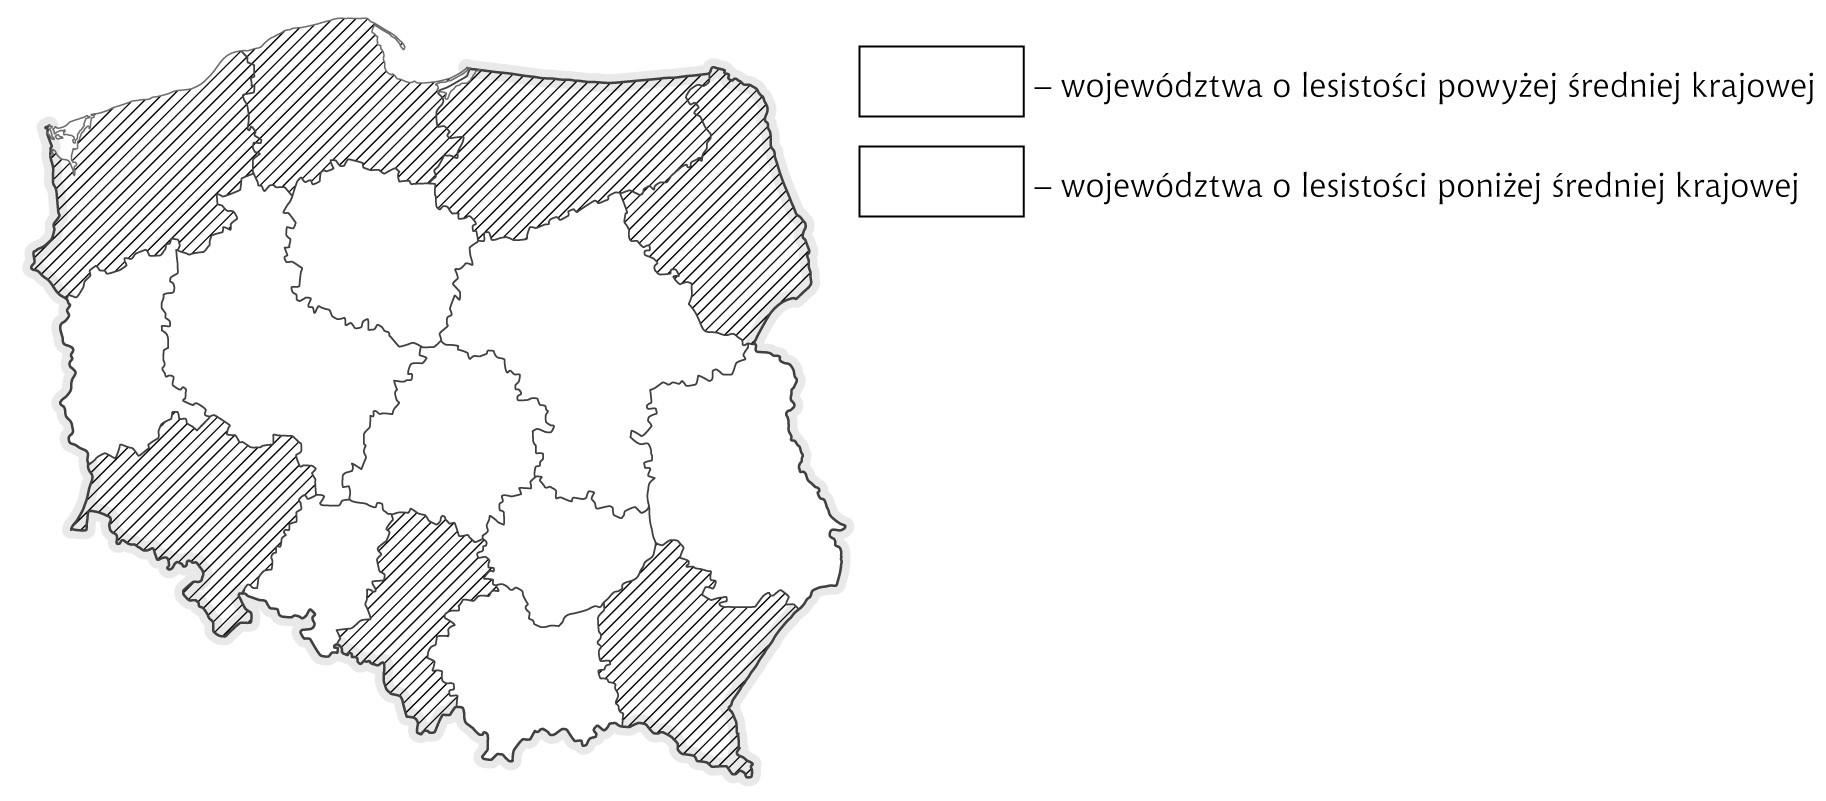 – województwa o lesistości powyżej średniej krajowej
– województwa o lesistości poniżej średniej krajowej